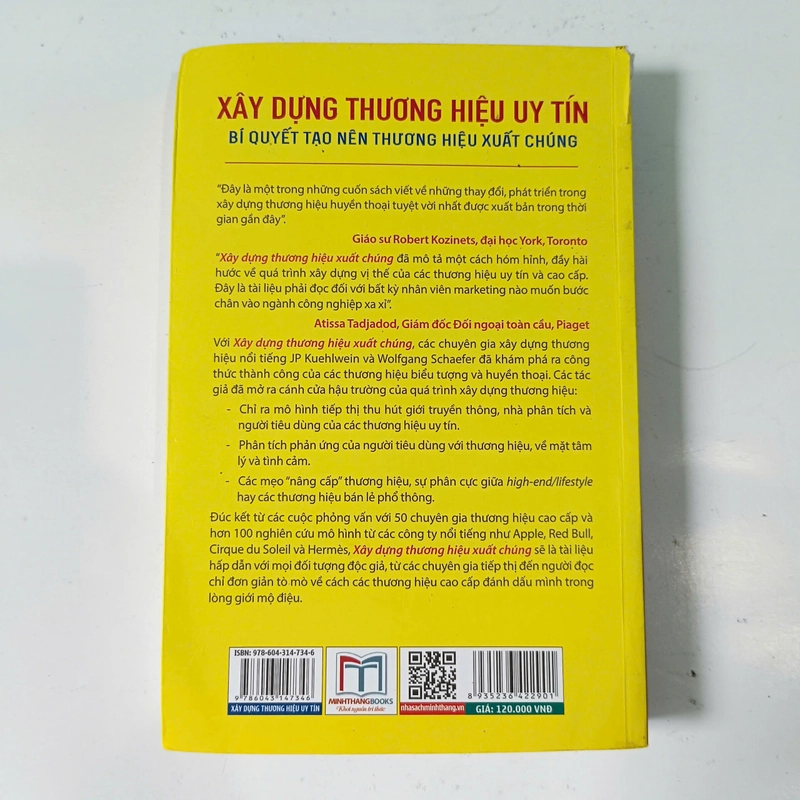 XÂY DỰNG THƯƠNG HIỆU UY TÍN
BÍ QUYẾT TẠO NÊN THƯƠNG HIỆU XUẤT CHÚNG
“Đây là một trong những cuốn sách viết về những thay đổi, phát triển trong
xây dựng thương hiệu huyền thoại tuyệt vời nhất được xuất bản trong thời
gian gần đây”.
Giáo sư Robert Kozinets, đại học York, Toronto
"Xây dựng thương hiệu xuất chúng đã mô tả một cách hóm hỉnh, đầy hài
hước về quá trình xây dựng vị thế của các thương hiệu uy tín và cao cấp.
Đây là tài liệu phải đọc đối với bất kỳ nhân viên marketing nào muốn bước
chân vào ngành công nghiệp xa xỉ”.
Atissa Tadjadod, Giám đốc Đối ngoại toàn cầu, Piaget
Với Xây dựng thương hiệu xuất chúng, các chuyên gia xây dựng thương
hiệu nổi tiếng JP Kuehlwein và Wolfgang Schaefer đã khám phá ra công
thức thành công của các thương hiệu biểu tượng và huyền thoại. Các tác
giả đã mở ra cánh cửa hậu trường của quá trình xây dựng thương hiệu:
- Chỉ ra mô hình tiếp thị thu hút giới truyền thông, nhà phân tích và
người tiêu dùng của các thương hiệu uy tín.
- Phân tích phản ứng của người tiêu dùng với thương hiệu, về mặt tâm
lý và tình cảm.
- Các mẹo “nâng cấp” thương hiệu, sự phân cực giữa high-end/lifestyle
hay các thương hiệu bán lẻ phổ thông.
Đúc kết từ các cuộc phỏng vấn với 50 chuyên gia thương hiệu cao cấp và
hơn 100 nghiên cứu mô hình từ các công ty nổi tiếng như Apple, Red Bull,
Cirque du Soleil và Hermès, Xây dựng thương hiệu xuất chúng sẽ là tài liệu
hấp dẫn với mọi đối tượng độc giả, từ các chuyên gia tiếp thị đến người đọc
chỉ đơn giản tò mò về cách các thương hiệu cao cấp đánh dấu mình trong
lòng giới mộ điệu.
ISBN: 978-604-314-734-6
9 786043 147346
XÂY DỰNG THƯƠNG HIỆU UY TÍN
MINHTHANGBOOKS
Khơi nguồn tri thức
nhasachminhthang.vn
8 935236 422901
GIÁ: 120.000 VNĐ